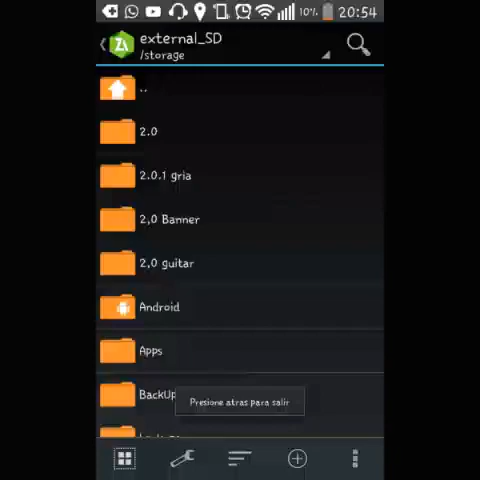 10% 20:54
external_SD
/storage
..
2.0
2.0.1 gria
2,0 Banner
2,0 guitar
Android
Apps
BackUp
Presione atras para salir